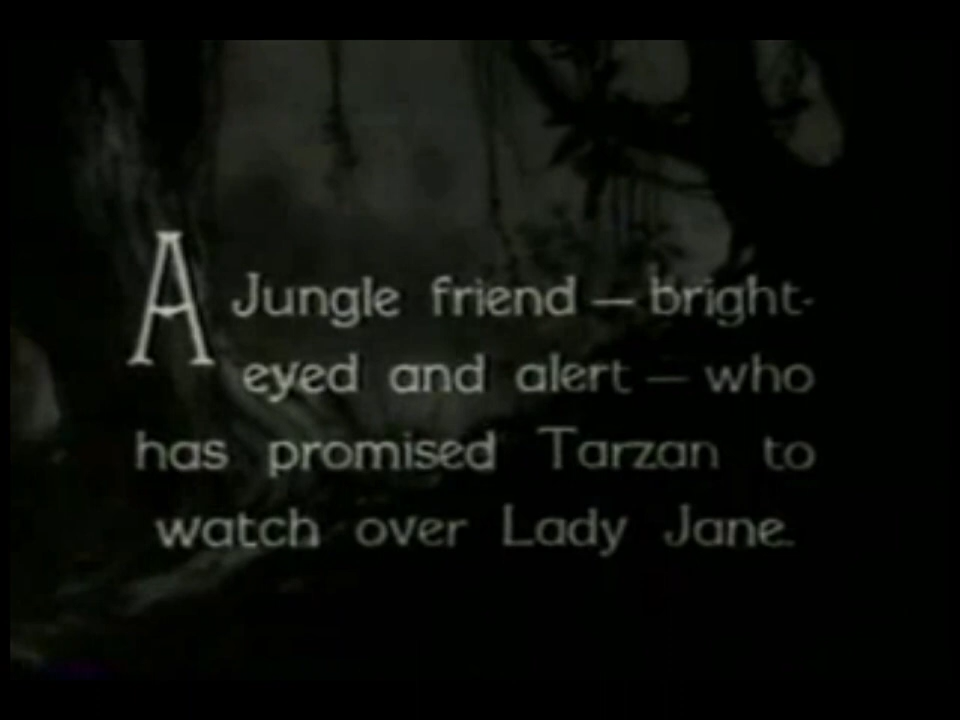 A Jungle friend — bright-
eyed and alert — who
has promised Tarzan to
watch over Lady Jane.